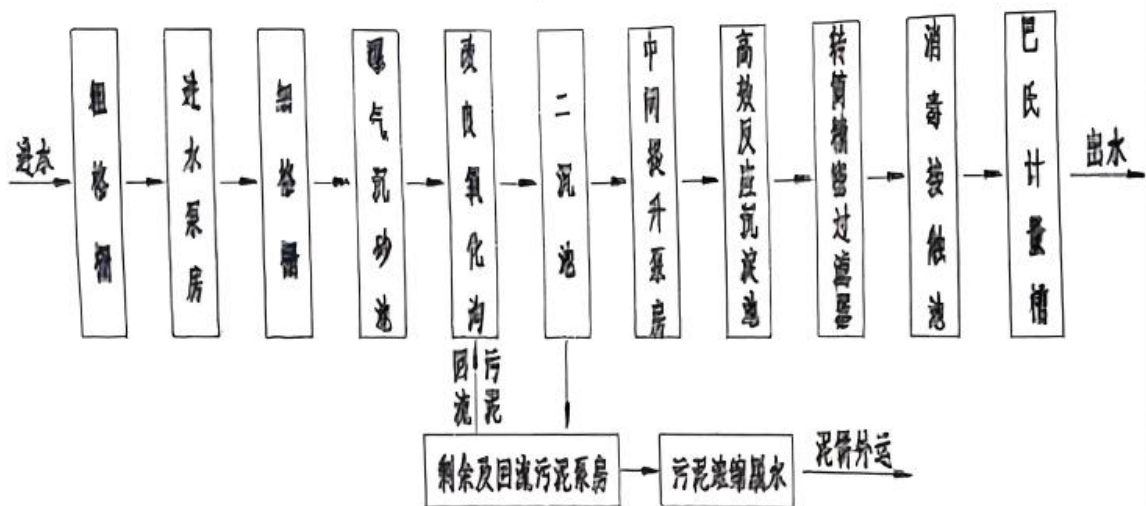 进水
粗格栅
进水泵房
细格栅
曝气沉砂池
改良氧化沟
二沉池
中间提升泵房
高效反应沉淀池
转筒精密过滤器
消毒接触池
巴氏计量槽
出水
回流
污泥
剩余及回流污泥泵房
污泥浓缩脱水
泥饼外运